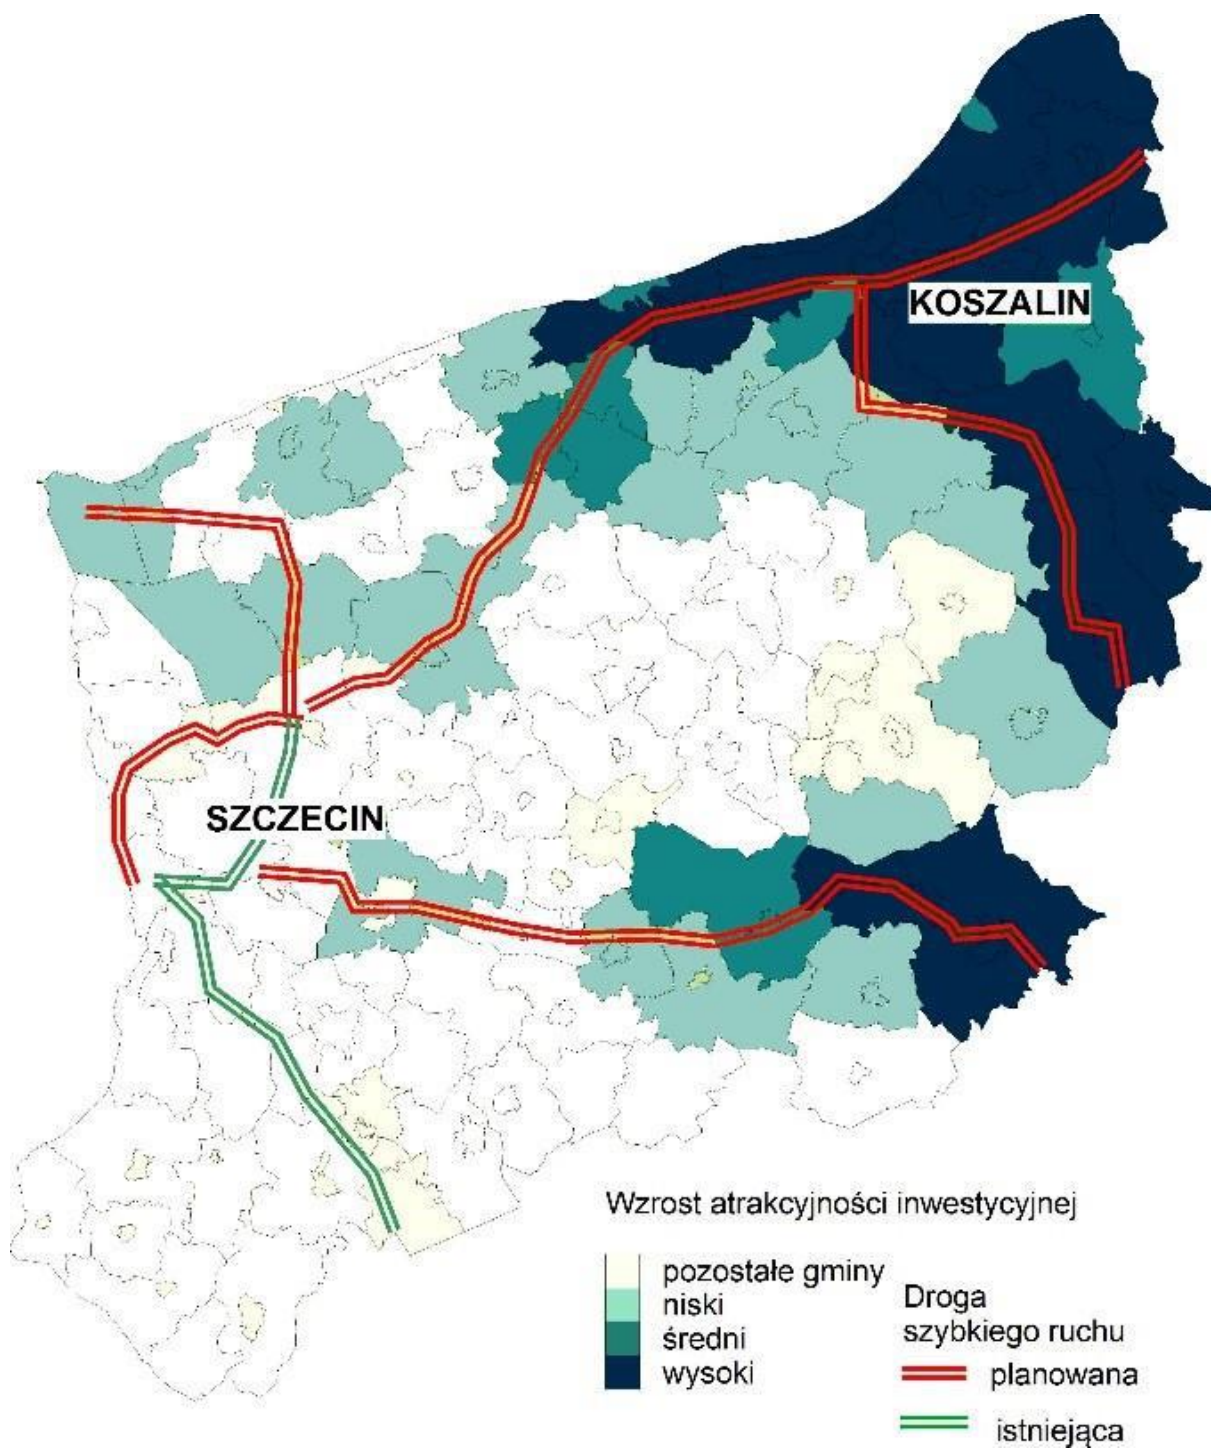 KOSZALIN
SZCZECIN
Wzrost atrakcyjności inwestycyjnej
pozostałe gminy
niski
średni
wysoki
Droga
szybkiego ruchu
planowana
istniejąca